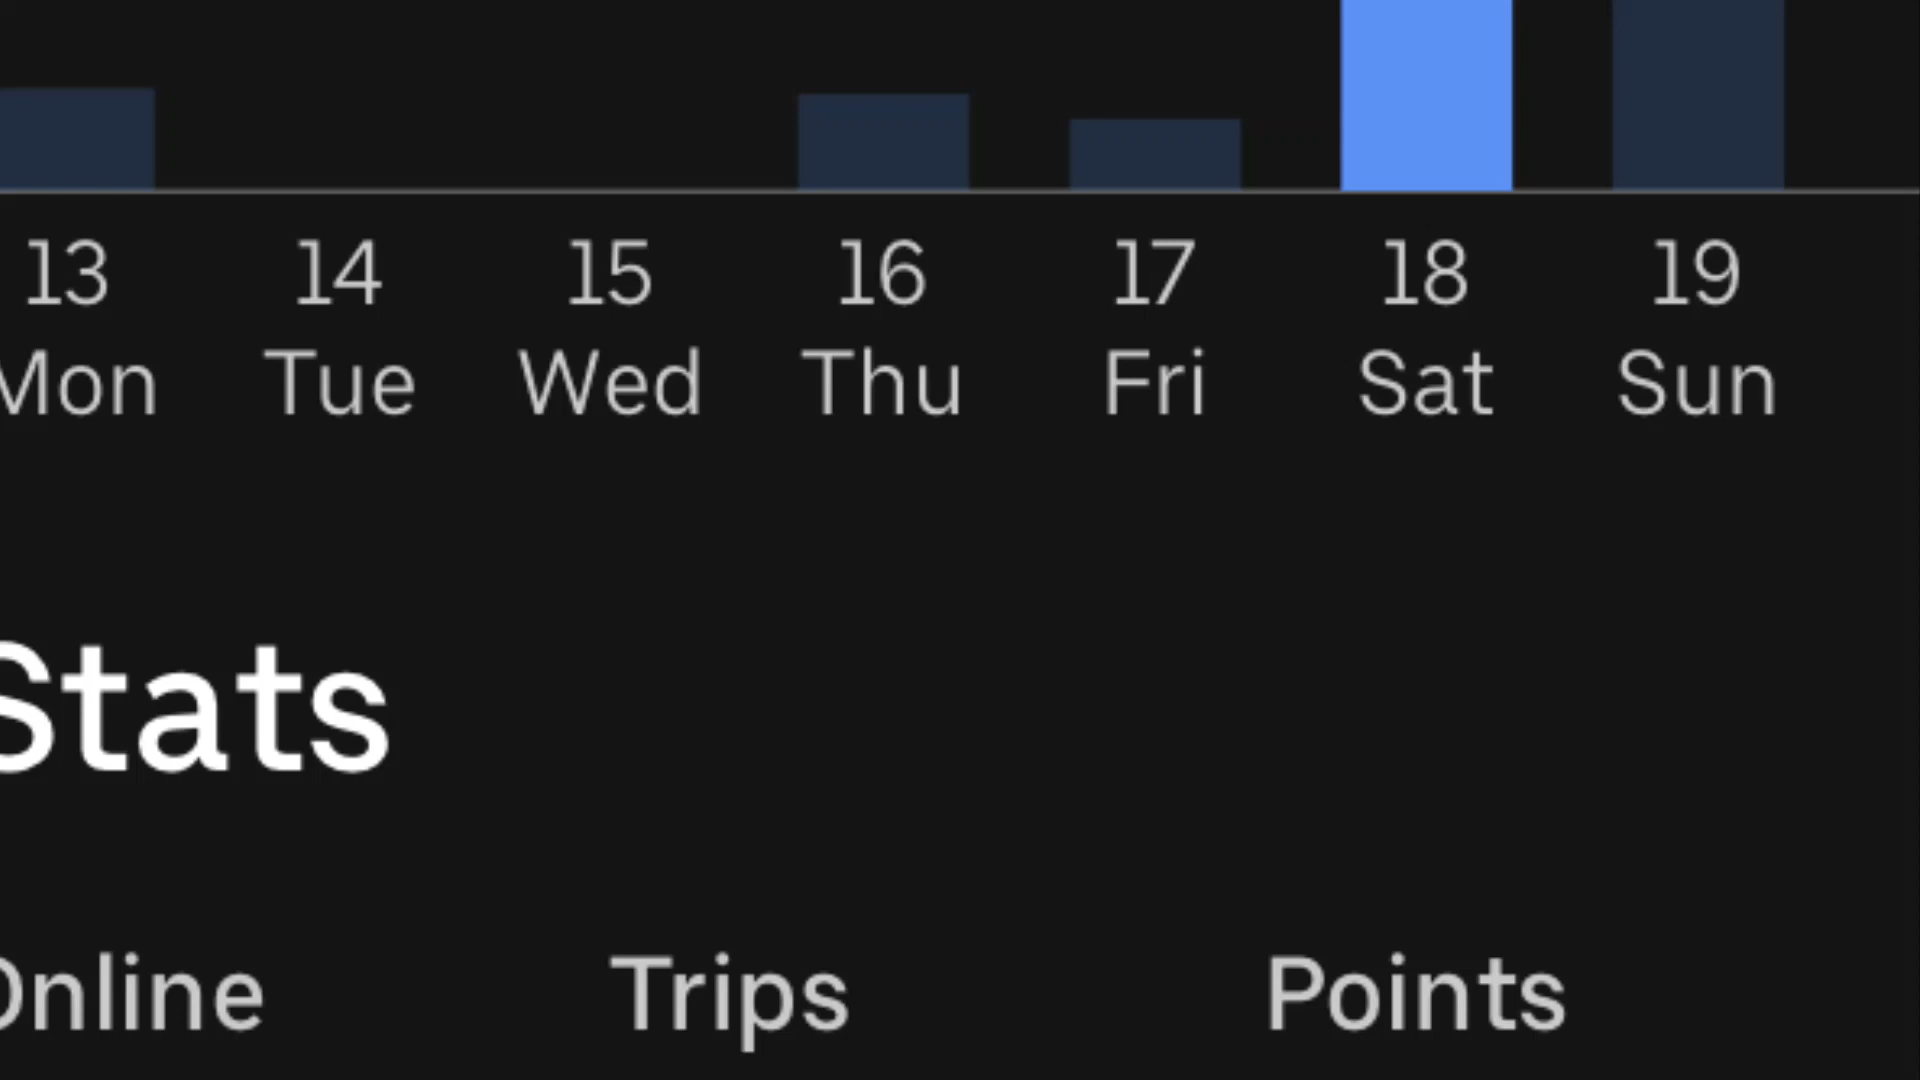 13 14 15 16 17 18 19
Mon Tue Wed Thu Fri Sat Sun
Stats
Online Trips Points